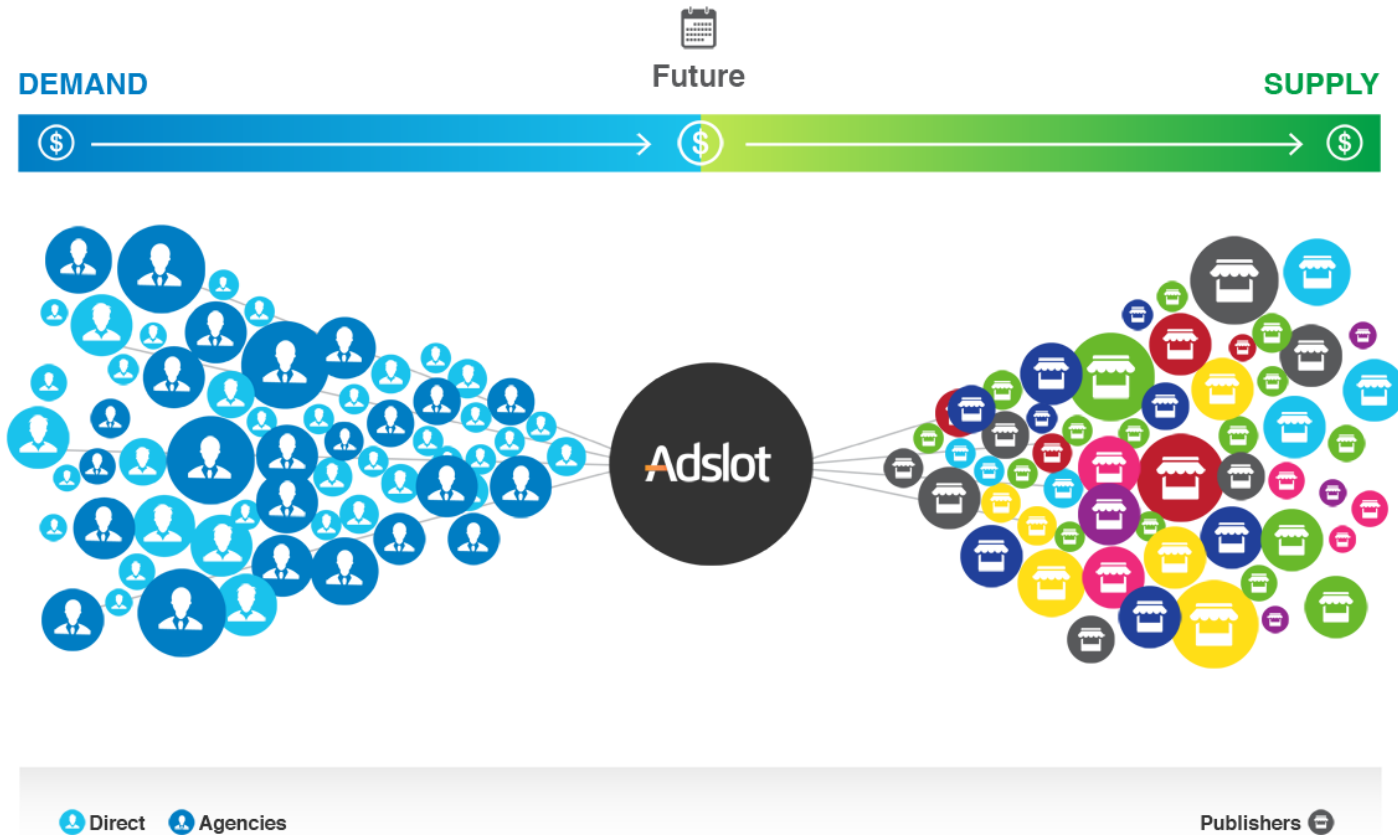 Future
DEMAND
SUPPLY
$ $ $
Adslot
Direct Agencies
Publishers